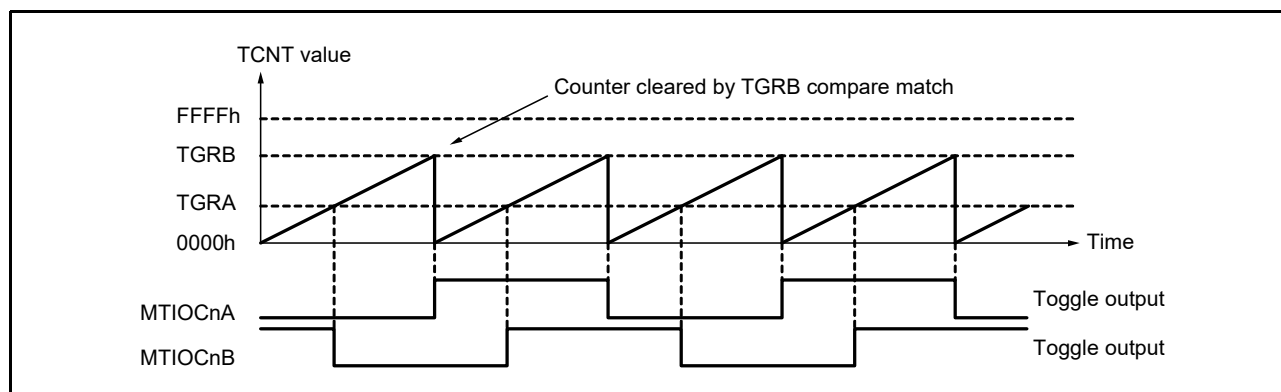 TCNT value
Counter cleared by TGRB compare match
FFFFh
TGRB
TGRA
0000h
Time
MTIOCnA
Toggle output
MTIOCnB
Toggle output